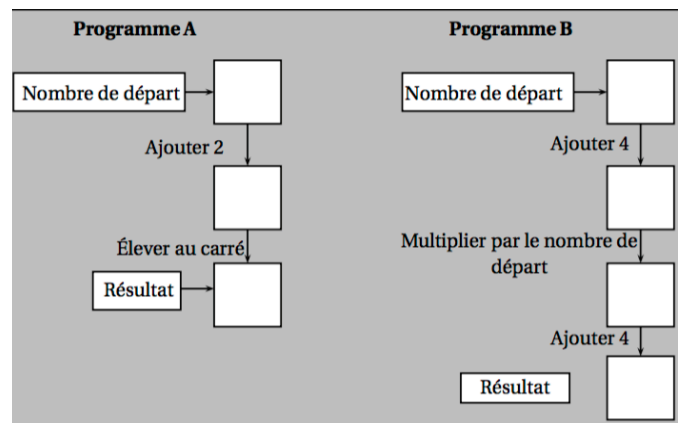 Programme A
Nombre de départ
Ajouter 2
Élever au carré
Résultat
Programme B
Nombre de départ
Ajouter 4
Multiplier par le nombre de
départ
Ajouter 4
Résultat